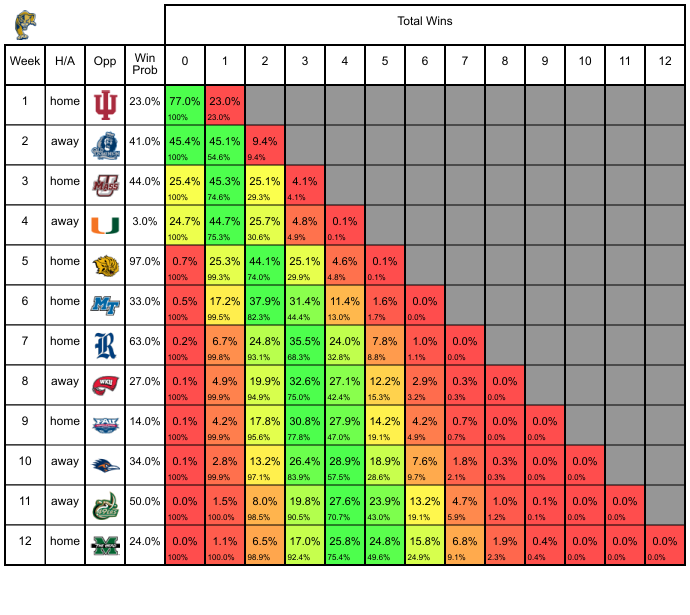 Total Wins
Week H/A Opp Win Prob 0 1 2 3 4 5 6 7 8 9 10 11 12
1 home 23.0% 77.0% 23.0%
100% 23.0%
2 away 41.0% 45.4% 45.1% 9.4%
100% 54.6% 9.4%
3 home 44.0% 25.4% 45.3% 25.1% 4.1%
100% 74.6% 29.3% 4.1%
4 away 3.0% 24.7% 44.7% 25.7% 4.8% 0.1%
100% 75.3% 30.6% 4.9% 0.1%
5 home 97.0% 0.7% 25.3% 44.1% 25.1% 4.6% 0.1%
100% 99.3% 74.0% 29.9% 4.8% 0.1%
6 home 33.0% 0.5% 17.2% 37.9% 31.4% 11.4% 1.6% 0.0%
100% 99.5% 82.3% 44.4% 13.0% 1.7% 0.0%
7 home 63.0% 0.2% 6.7% 24.8% 35.5% 24.0% 7.8% 1.0% 0.0%
100% 99.8% 93.1% 68.3% 32.8% 8.8% 1.1% 0.0%
8 away 27.0% 0.1% 4.9% 19.9% 32.6% 27.1% 12.2% 2.9% 0.3% 0.0%
100% 99.9% 94.9% 75.0% 42.4% 15.3% 3.2% 0.3% 0.0%
9 home 14.0% 0.1% 4.2% 17.8% 30.8% 27.9% 14.2% 4.2% 0.7% 0.0% 0.0%
100% 99.9% 95.6% 77.8% 47.0% 19.1% 4.9% 0.7% 0.0% 0.0%
10 away 34.0% 0.1% 2.8% 13.2% 26.4% 28.9% 18.9% 7.6% 1.8% 0.3% 0.0% 0.0%
100% 99.9% 97.1% 83.9% 57.5% 28.6% 9.7% 2.1% 0.3% 0.0% 0.0%
11 away 50.0% 0.0% 1.5% 8.0% 19.8% 27.6% 23.9% 13.2% 4.7% 1.0% 0.1% 0.0% 0.0%
100% 100.0% 98.5% 90.5% 70.7% 43.0% 19.1% 5.9% 1.2% 0.1% 0.0% 0.0%
12 home 24.0% 0.0% 1.1% 6.5% 17.0% 25.8% 24.8% 15.8% 6.8% 1.9% 0.4% 0.0% 0.0% 0.0%
100% 100.0% 98.9% 92.4% 75.4% 49.6% 24.9% 9.1% 2.3% 0.4% 0.0% 0.0% 0.0%